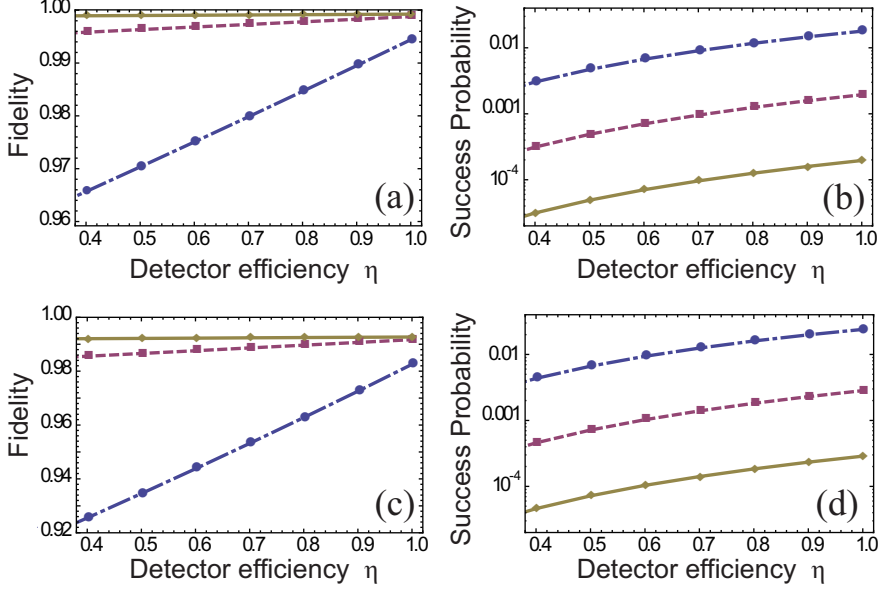 Fidelity
1.00
0.99
0.98
0.97
0.96
0.4 0.5 0.6 0.7 0.8 0.9 1.0
Detector efficiency η
(a)
Success Probability
0.01
0.001
10⁻⁴
0.4 0.5 0.6 0.7 0.8 0.9 1.0
Detector efficiency η
(b)
Fidelity
1.00
0.98
0.96
0.94
0.92
0.4 0.5 0.6 0.7 0.8 0.9 1.0
Detector efficiency η
(c)
Success Probability
0.01
0.001
10⁻⁴
0.4 0.5 0.6 0.7 0.8 0.9 1.0
Detector efficiency η
(d)